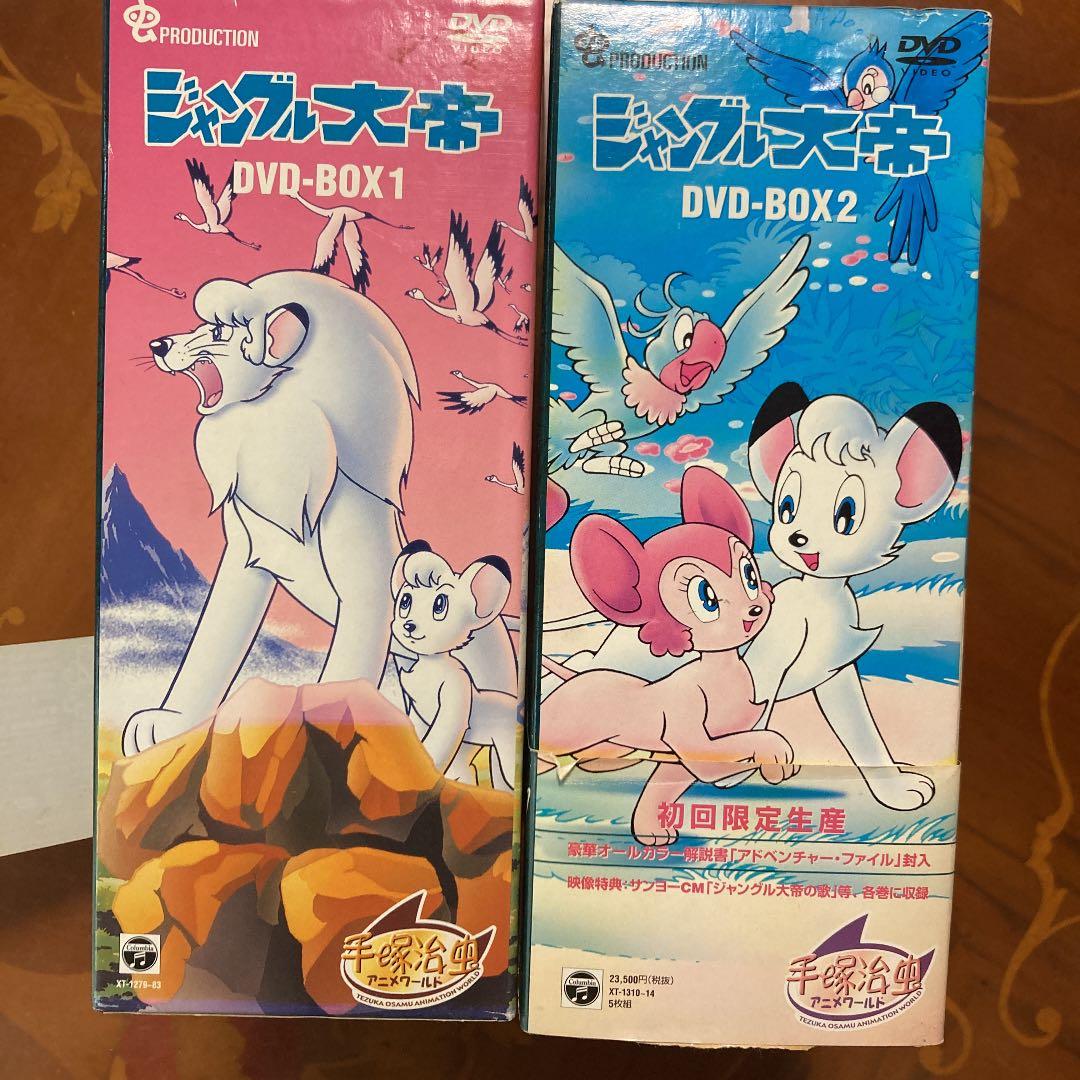 PRODUCTION
DVD
VIDEO
ジャングル大帝
DVD-BOX1
Columbia
XT-1279-83
手塚治虫
アニメワールド
TEZUKA OSAMU ANIMATION WORLD
PRODUCTION
DVD
VIDEO
ジャングル大帝
DVD-BOX2
初回限定生産
豪華オールカラー解説書「アドベンチャー・ファイル」封入
映像特典:サンヨーCM「ジャングル大帝の歌」等、各巻に収録
Columbia
23,500円(税抜)
XT-1310-14
5枚組
手塚治虫
アニメワールド
TEZUKA OSAMU ANIMATION WORLD